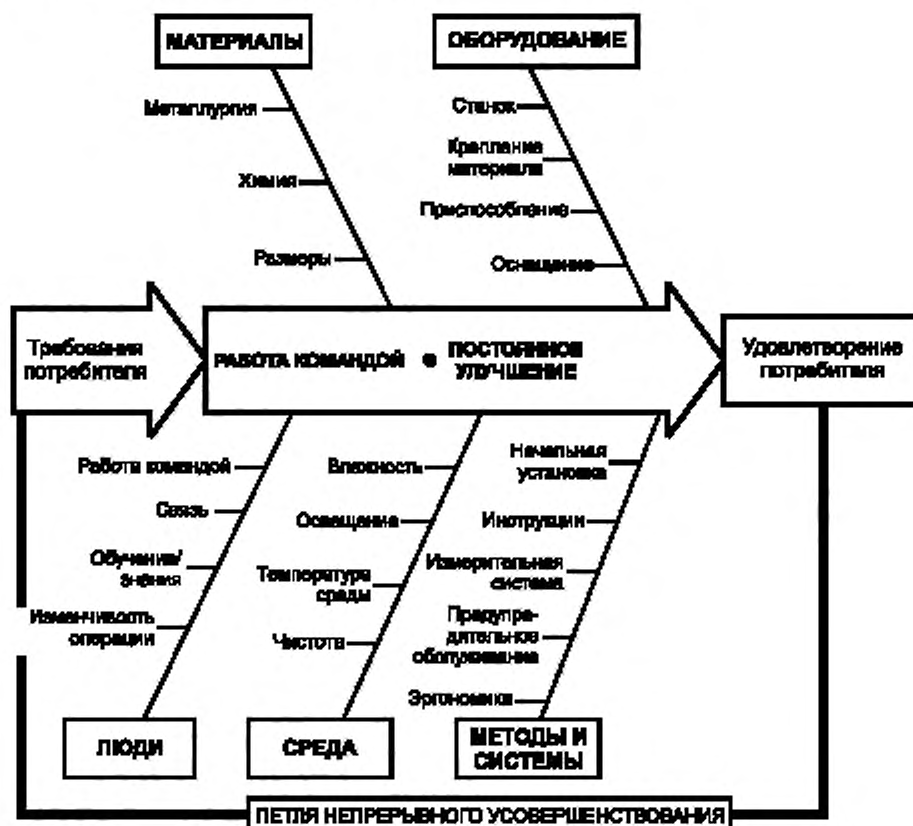 МАТЕРИАЛЫ
ОБОРУДОВАНИЕ
Металлургия
Химия
Размеры
Станок
Крепление
материала
Приспособление
Оснащение
Требования
потребителя
РАБОТА КОМАНДОЙ • ПОСТОЯННОЕ
УЛУЧШЕНИЕ
Удовлетворение
потребителя
Работа командой
Связь
Обучение/
знания
Изменчивость
операции
Влажность
Освещение
Температура
среды
Чистота
Начальная
установка
Инструкции
Измерительная
система
Предупре-
дительное
обслуживание
Эргономика
ЛЮДИ
СРЕДА
МЕТОДЫ И
СИСТЕМЫ
ПЕТЛЯ НЕПРЕРЫВНОГО УСОВЕРШЕНСТВОВАНИЯ